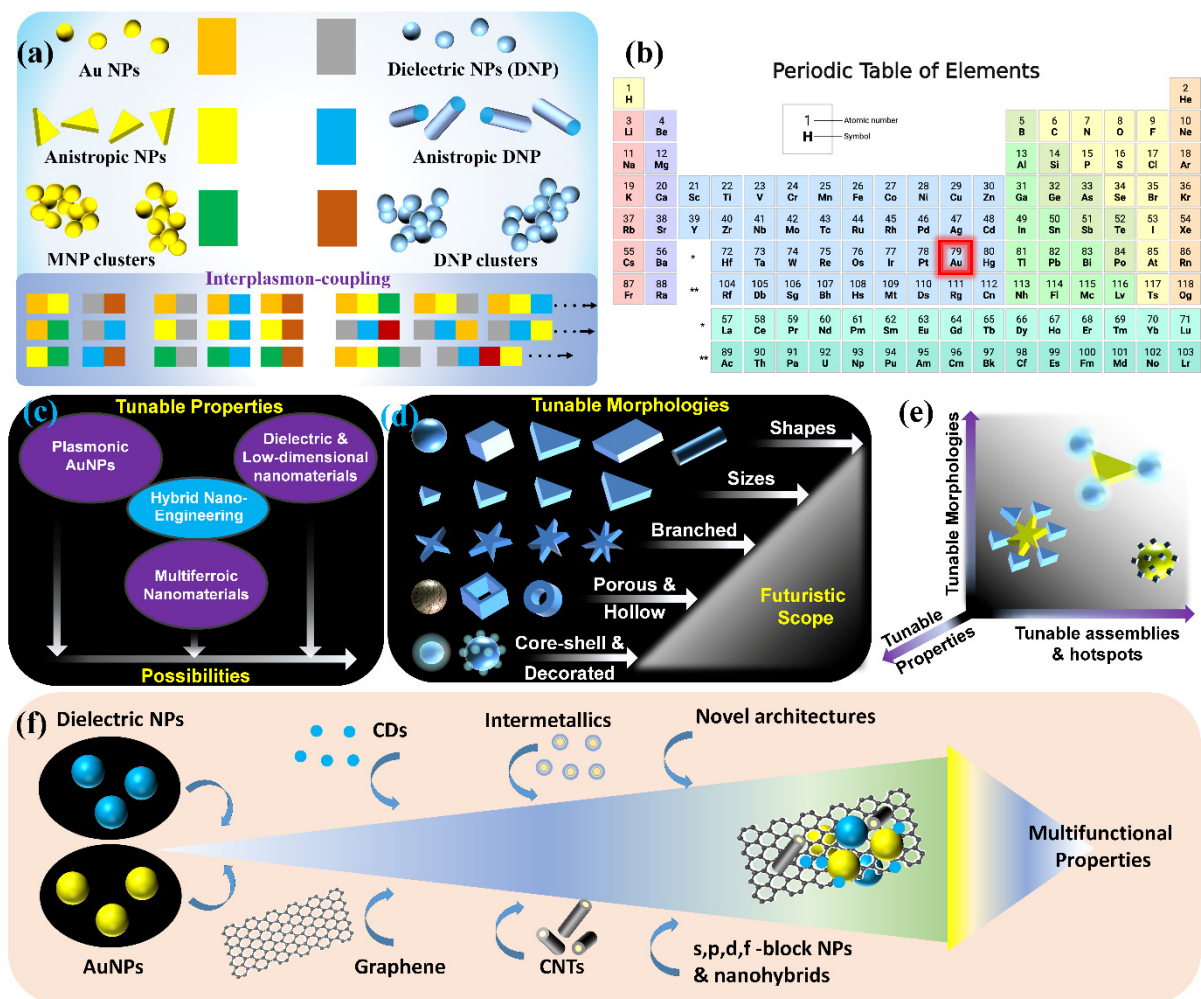 (a)
Au NPs
Dielectric NPs (DNP)
Anistropic NPs
Anistropic DNP
MNP clusters
DNP clusters
Interplasmon-coupling
(b)
Periodic Table of Elements
1 Atomic number
H Symbol
1 2
H He
3 4 5 6 7 8 9 10
Li Be B C N O F Ne
11 12 13 14 15 16 17 18
Na Mg Al Si P S Cl Ar
19 20 21 22 23 24 25 26 27 28 29 30 31 32 33 34 35 36
K Ca Sc Ti V Cr Mn Fe Co Ni Cu Zn Ga Ge As Se Br Kr
37 38 39 40 41 42 43 44 45 46 47 48 49 50 51 52 53 54
Rb Sr Y Zr Nb Mo Tc Ru Rh Pd Ag Cd In Sn Sb Te I Xe
55 56 * 72 73 74 75 76 77 78 79 80 81 82 83 84 85 86
Cs Ba Hf Ta W Re Os Ir Pt Au Hg Tl Pb Bi Po At Rn
87 88 ** 104 105 106 107 108 109 110 111 112 113 114 115 116 117 118
Fr Ra Rf Db Sg Bh Hs Mt Ds Rg Cn Nh Fl Mc Lv Ts Og
* 57 58 59 60 61 62 63 64 65 66 67 68 69 70 71
La Ce Pr Nd Pm Sm Eu Gd Tb Dy Ho Er Tm Yb Lu
** 89 90 91 92 93 94 95 96 97 98 99 100 101 102 103
Ac Th Pa U Np Pu Am Cm Bk Cf Es Fm Md No Lr
(c)
Tunable Properties
Plasmonic
AuNPs
Dielectric &
Low-dimensional
nanomaterials
Hybrid Nano-
Engineering
Multiferroic
Nanomaterials
Possibilities
(d)
Tunable Morphologies
Shapes
Sizes
Branched
Porous &
Hollow
Core-shell &
Decorated
Futuristic
Scope
(e)
Tunable Morphologies
Tunable
Properties
Tunable assemblies
& hotspots
(f)
Dielectric NPs
CDs
Intermetallics
Novel architectures
Multifunctional
Properties
AuNPs
Graphene
CNTs
s,p,d,f -block NPs
& nanohybrids